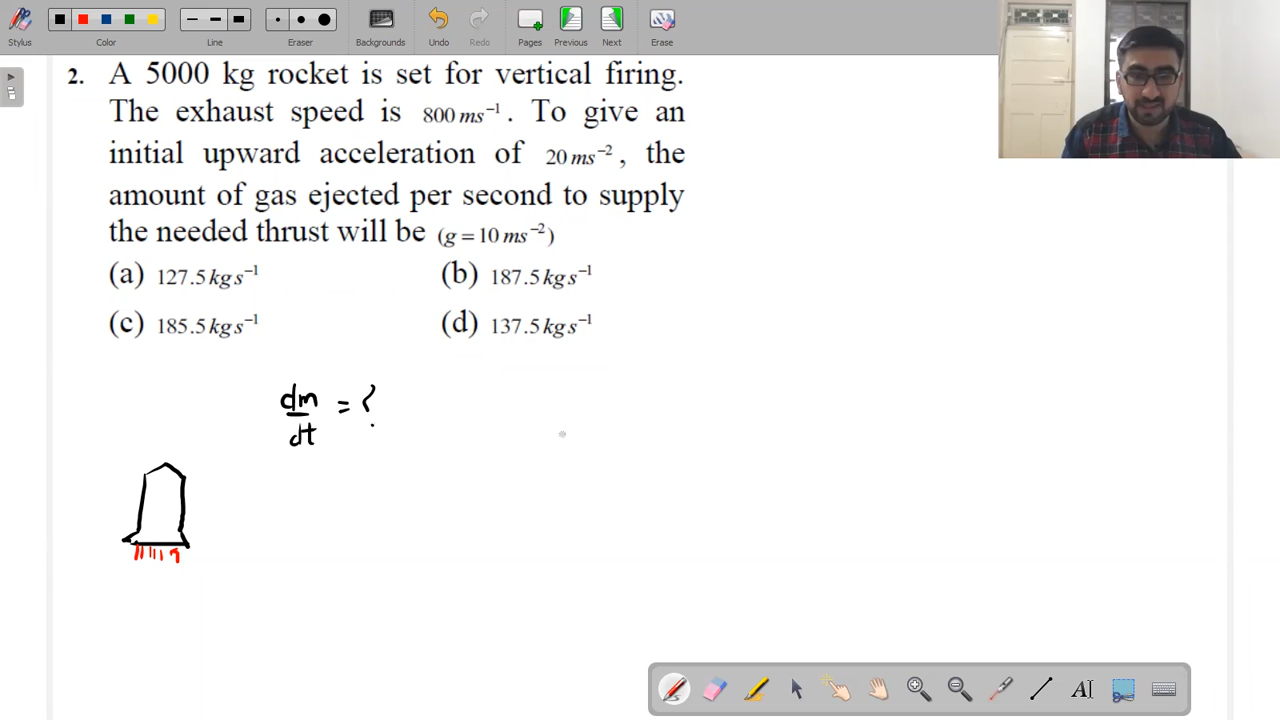 Stylus
Color
Line
Eraser
Backgrounds
Undo
Redo
Pages
Previous
Next
Erase
2. A 5000 kg rocket is set for vertical firing.
The exhaust speed is 800 ms⁻¹. To give an
initial upward acceleration of 20 ms⁻², the
amount of gas ejected per second to supply
the needed thrust will be (g = 10 ms⁻²)
(a) 127.5 kg s⁻¹ (b) 187.5 kg s⁻¹
(c) 185.5 kg s⁻¹ (d) 137.5 kg s⁻¹
dm/dt = ?
AI